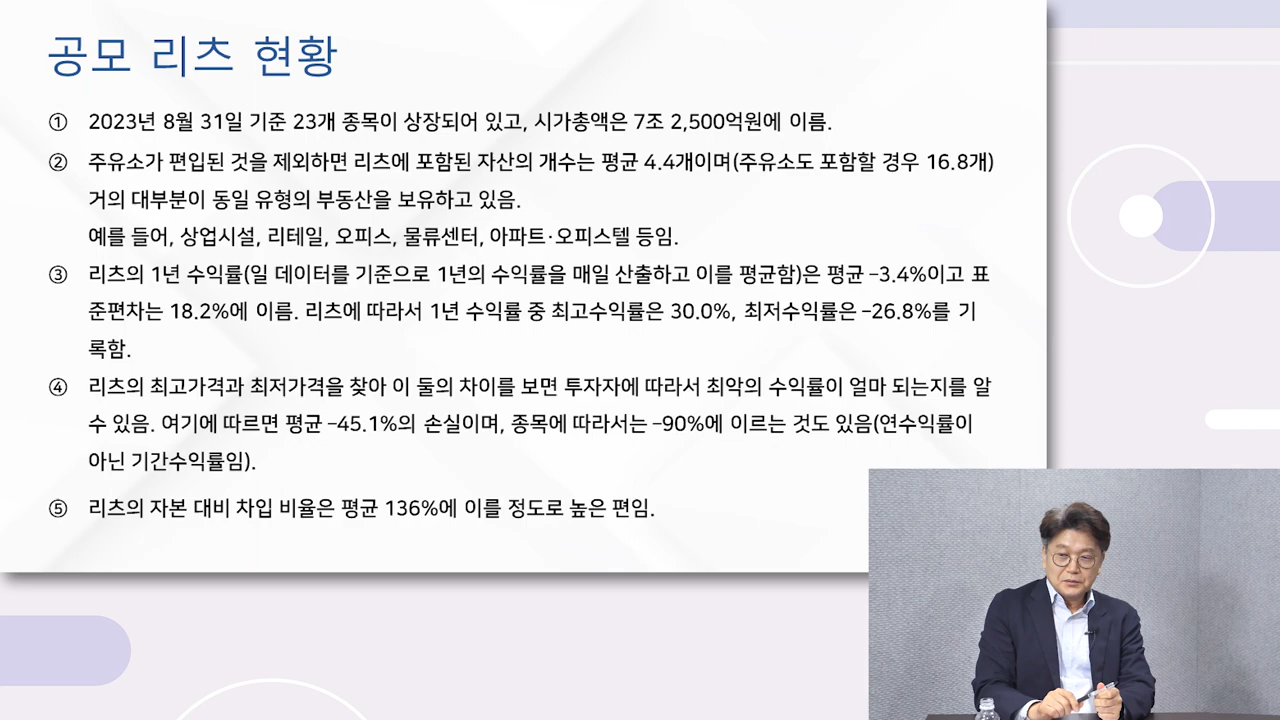 공모 리츠 현황
① 2023년 8월 31일 기준 23개 종목이 상장되어 있고, 시가총액은 7조 2,500억원에 이름.
② 주유소가 편입된 것을 제외하면 리츠에 포함된 자산의 개수는 평균 4.4개이며(주유소도 포함할 경우 16.8개)
거의 대부분이 동일 유형의 부동산을 보유하고 있음.
예를 들어, 상업시설, 리테일, 오피스, 물류센터, 아파트·오피스텔 등임.
③ 리츠의 1년 수익률(일 데이터를 기준으로 1년의 수익률을 매일 산출하고 이를 평균함)은 평균 –3.4%이고 표
준편차는 18.2%에 이름. 리츠에 따라서 1년 수익률 중 최고수익률은 30.0%, 최저수익률은 –26.8%를 기
록함.
④ 리츠의 최고가격과 최저가격을 찾아 이 둘의 차이를 보면 투자자에 따라서 최악의 수익률이 얼마 되는지를 알
수 있음. 여기에 따르면 평균 –45.1%의 손실이며, 종목에 따라서는 –90%에 이르는 것도 있음(연수익률이
아닌 기간수익률임).
⑤ 리츠의 자본 대비 차입 비율은 평균 136%에 이를 정도로 높은 편임.